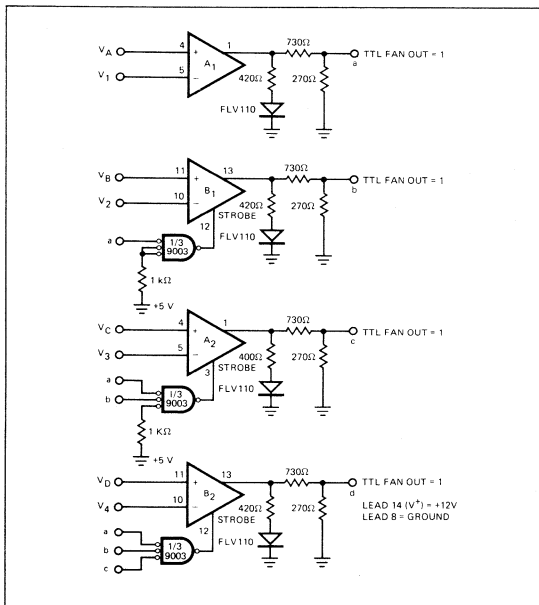 730Ω
V_A 4 + 1 TTL FAN OUT = 1
A_1 a
V_1 5 − 420Ω 270Ω
FLV110
730Ω
V_B 11 + 13 TTL FAN OUT = 1
B_1 b
V_2 10 − 420Ω 270Ω
STROBE
12 FLV110
a 1/3
9003
1 kΩ
+5 V
730Ω
V_C 4 + 1 TTL FAN OUT = 1
A_2 c
V_3 5 − 400Ω 270Ω
STROBE
3 FLV110
a
b 1/3
9003
1 KΩ
+5 V
730Ω
V_D 11 + 13 TTL FAN OUT = 1
B_2 d
V_4 10 − 420Ω 270Ω LEAD 14 (V⁺) = +12V
STROBE LEAD 8 = GROUND
12 FLV110
a
b 1/3
c 9003